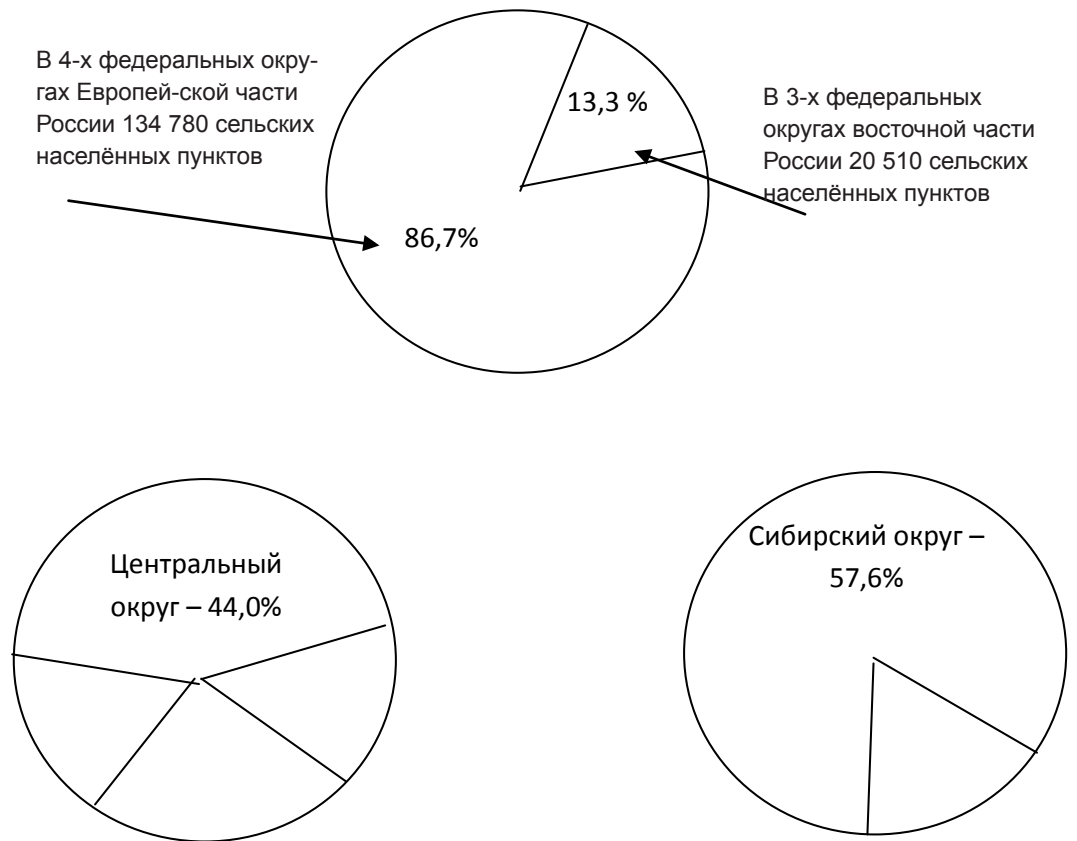 В 4-х федеральных окру-
гах Европей-ской части
России 134 780 сельских
населённых пунктов
13,3 %
В 3-х федеральных
округах восточной части
России 20 510 сельских
населённых пунктов
86,7%
Центральный
округ – 44,0%
Сибирский округ –
57,6%